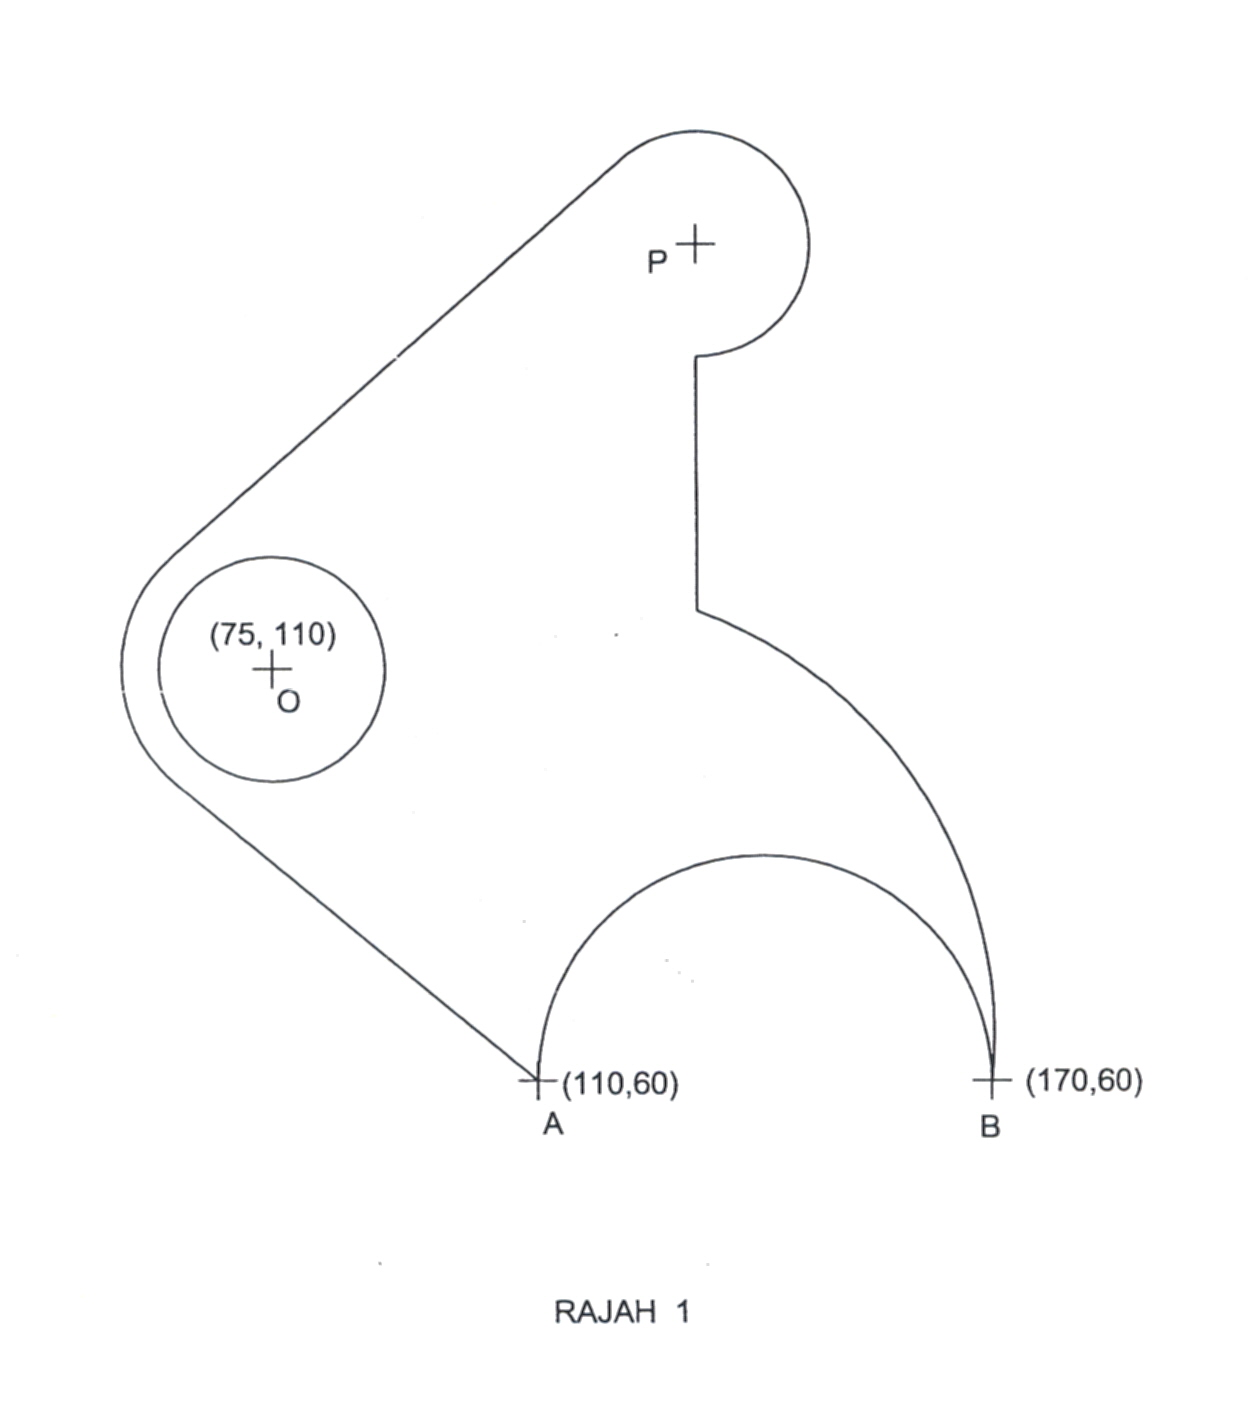 P
(75, 110)
O
(110,60)
A
(170,60)
B
RAJAH 1